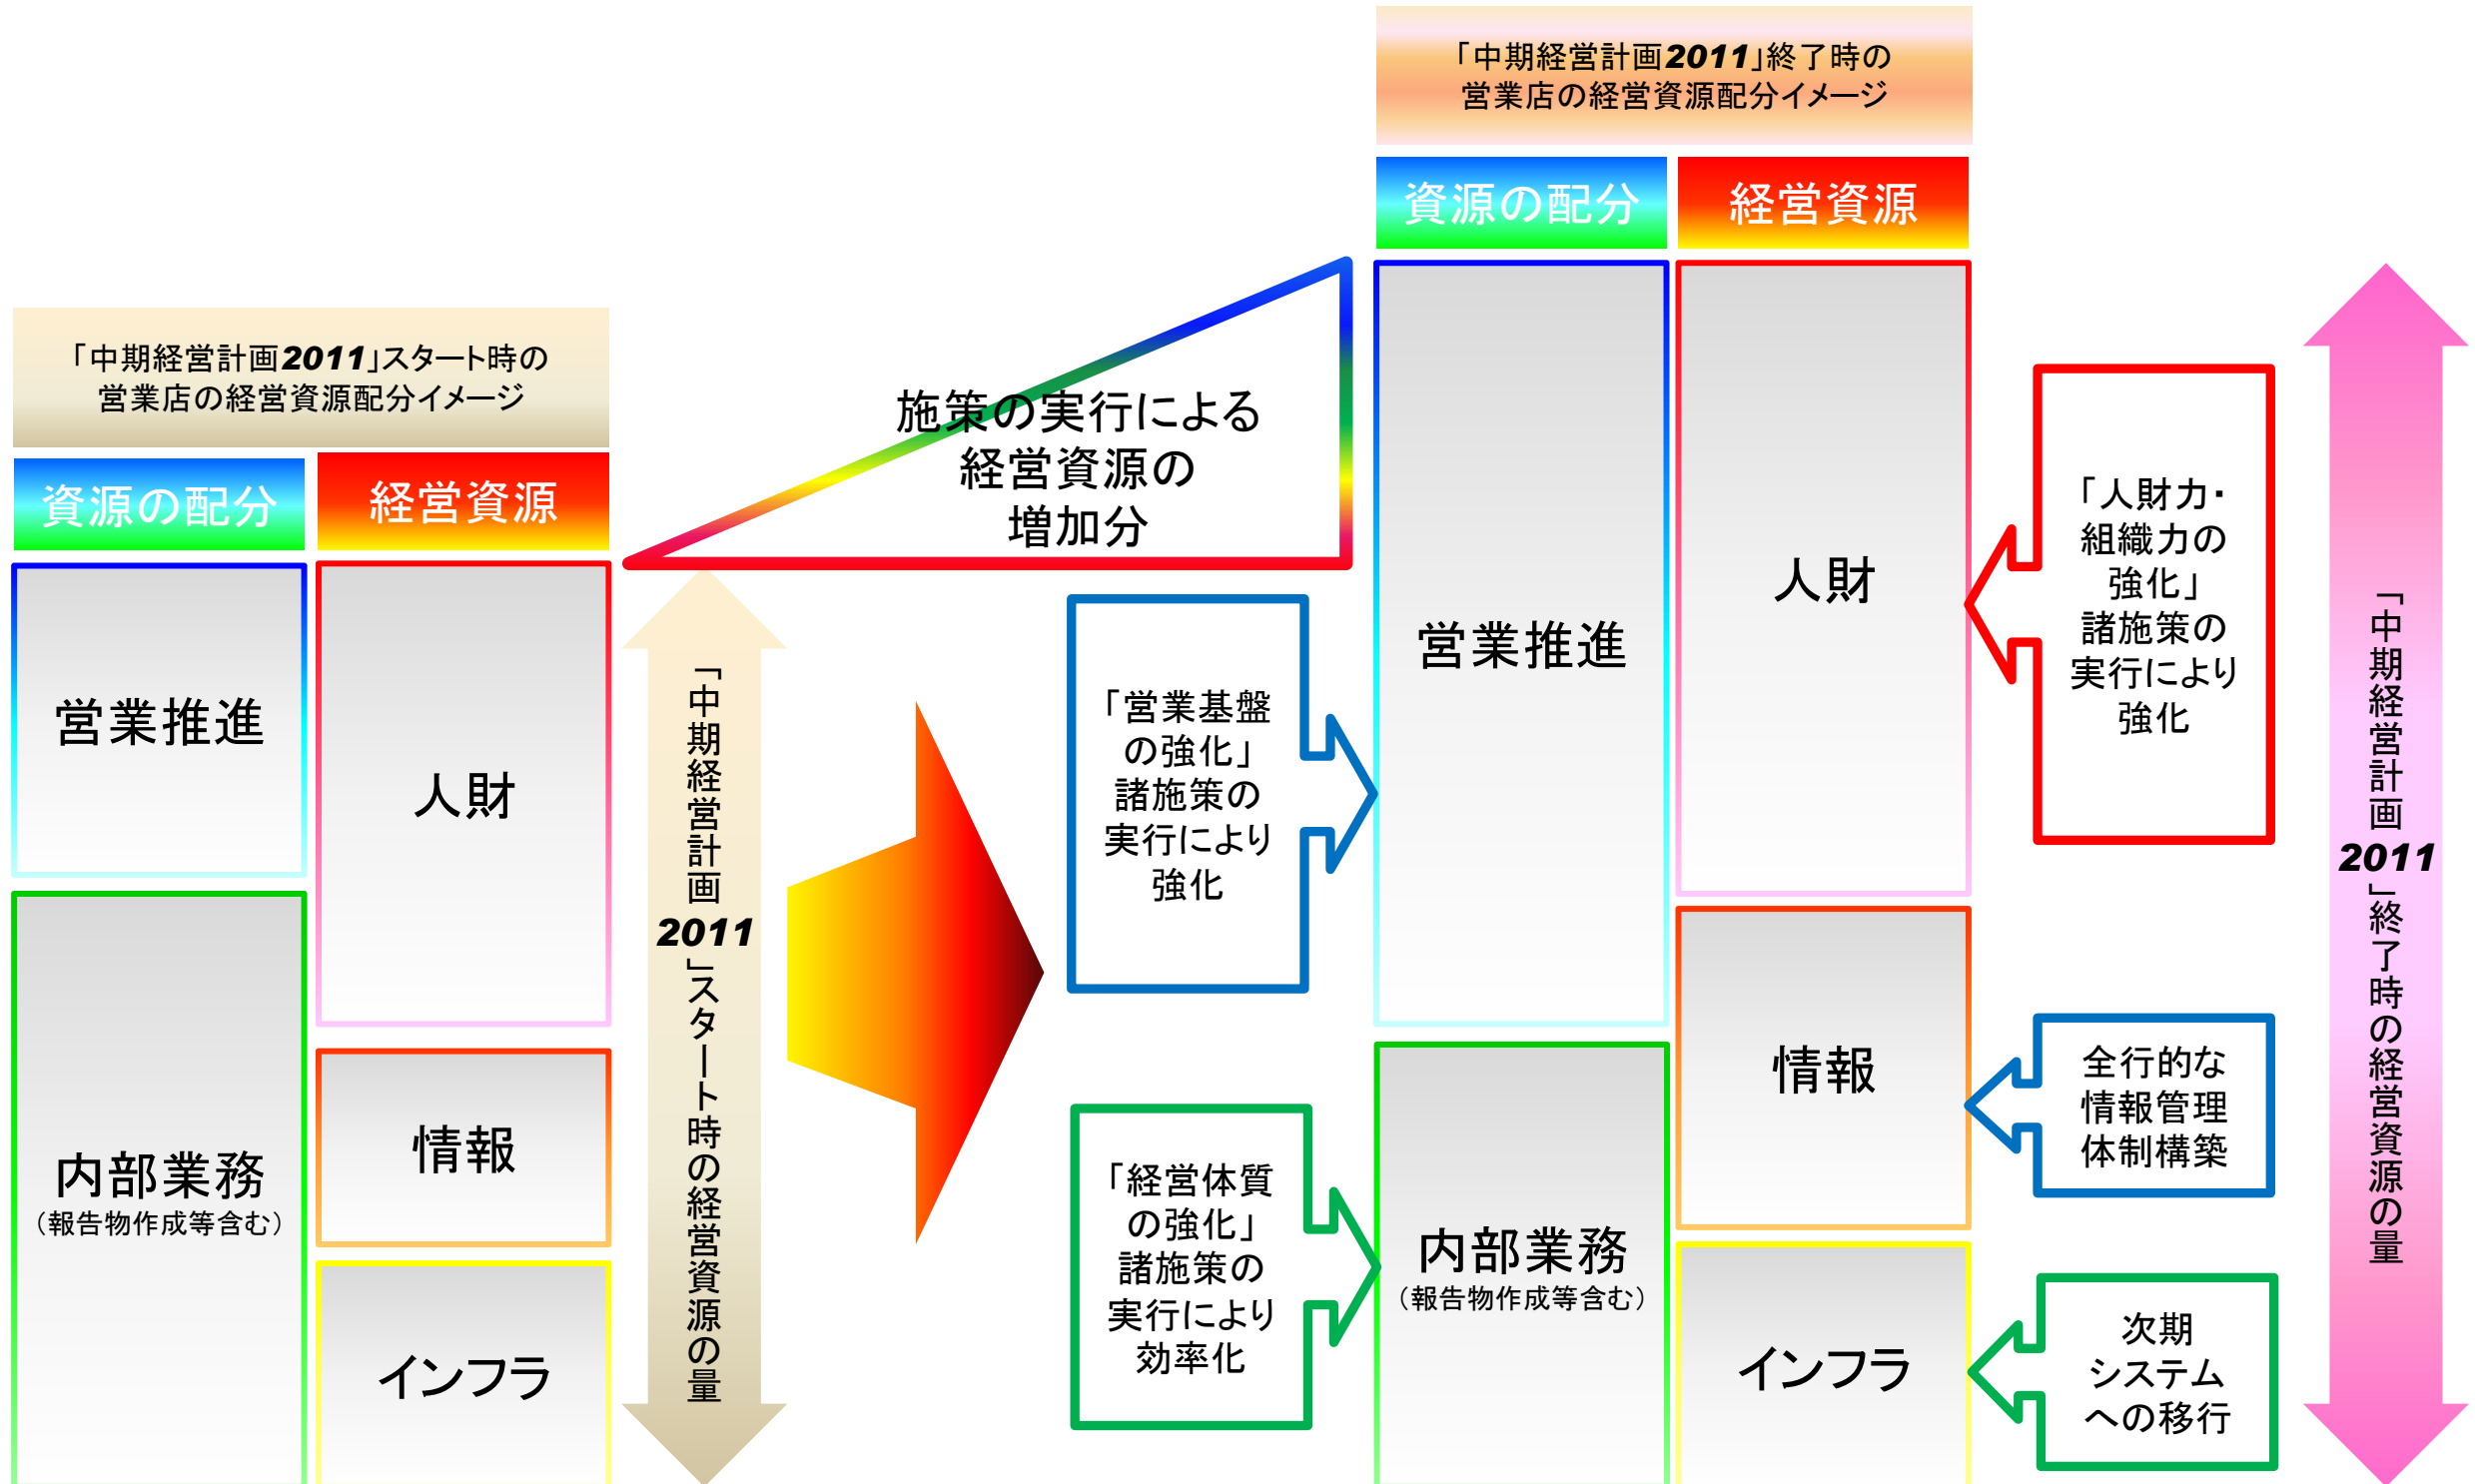 「中期経営計画2011」スタート時の
営業店の経営資源配分イメージ
資源の配分
経営資源
営業推進
内部業務
（報告物作成等含む）
人財
情報
インフラ
「中期経営計画2011」スタート時の経営資源の量
施策の実行による
経営資源の
増加分
「営業基盤
の強化」
諸施策の
実行により
強化
「経営体質
の強化」
諸施策の
実行により
効率化
「中期経営計画2011」終了時の
営業店の経営資源配分イメージ
資源の配分
経営資源
営業推進
内部業務
（報告物作成等含む）
人財
情報
インフラ
「人財力・
組織力の
強化」
諸施策の
実行により
強化
全行的な
情報管理
体制構築
次期
システム
への移行
「中期経営計画2011」終了時の経営資源の量